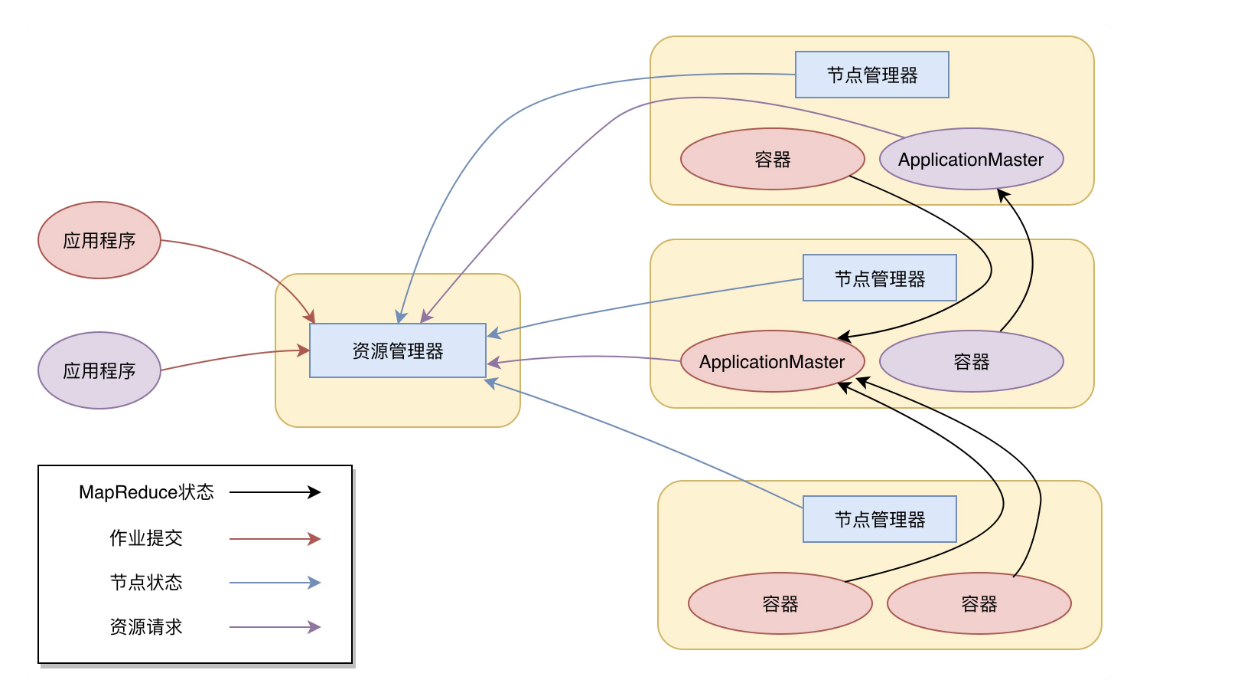 节点管理器
容器
ApplicationMaster
应用程序
节点管理器
资源管理器
应用程序
ApplicationMaster
容器
MapReduce状态
作业提交
节点状态
资源请求
节点管理器
容器
容器